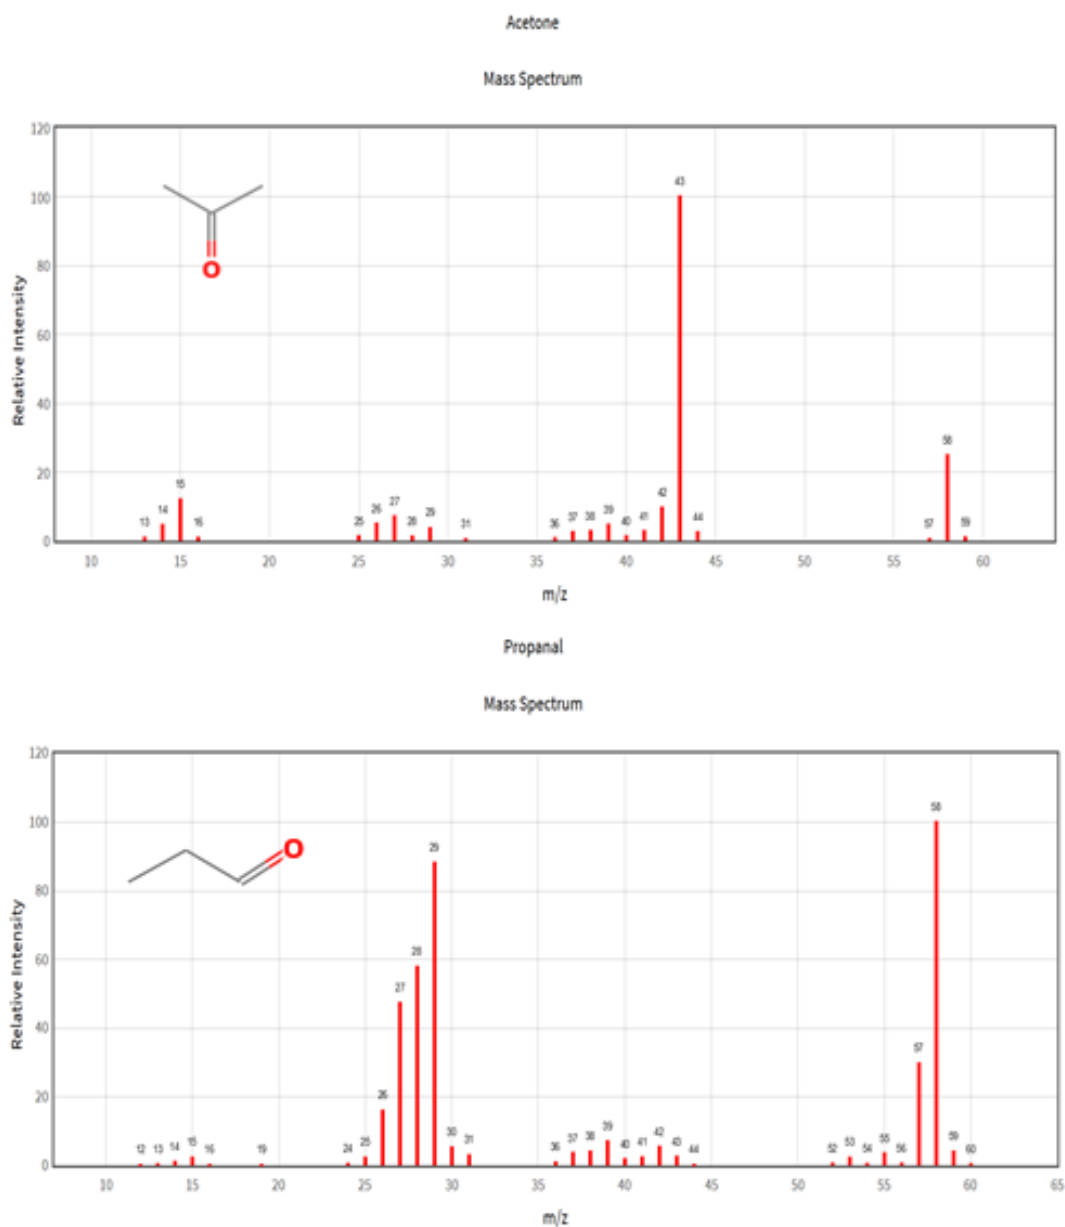 Acetone
Mass Spectrum
120
100
80
60
40
20
0
Relative Intensity
O
13 14 15 16 25 26 27 28 29 31 36 37 38 39 40 41 42 43 44 57 58 59
10 15 20 25 30 35 40 45 50 55 60
m/z
Propanal
Mass Spectrum
120
100
80
60
40
20
0
Relative Intensity
O
12 13 14 15 16 19 24 25 26 27 28 29 30 31 36 37 38 39 40 41 42 43 44 52 53 54 55 56 57 58 59 60
10 15 20 25 30 35 40 45 50 55 60 65
m/z